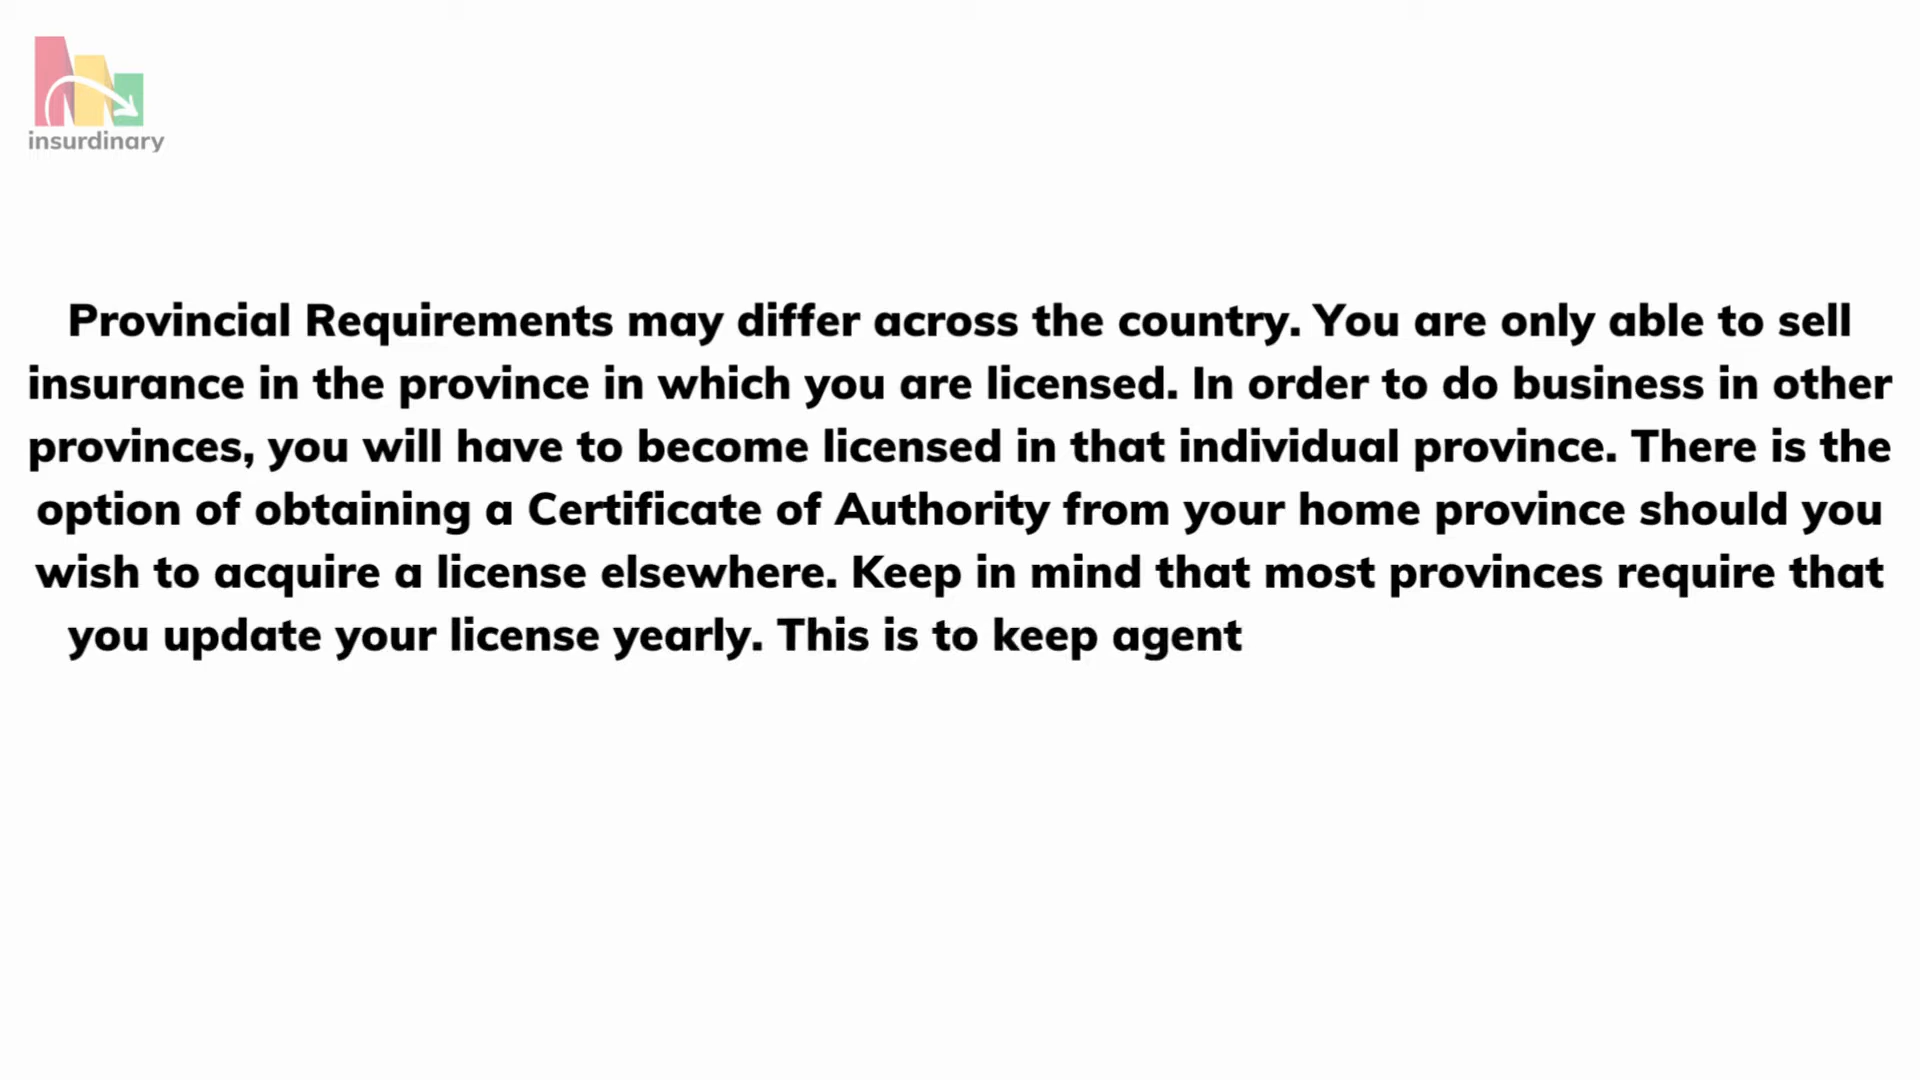 insurdinary
Provincial Requirements may differ across the country. You are only able to sell
insurance in the province in which you are licensed. In order to do business in other
provinces, you will have to become licensed in that individual province. There is the
option of obtaining a Certificate of Authority from your home province should you
wish to acquire a license elsewhere. Keep in mind that most provinces require that
you update your license yearly. This is to keep agent